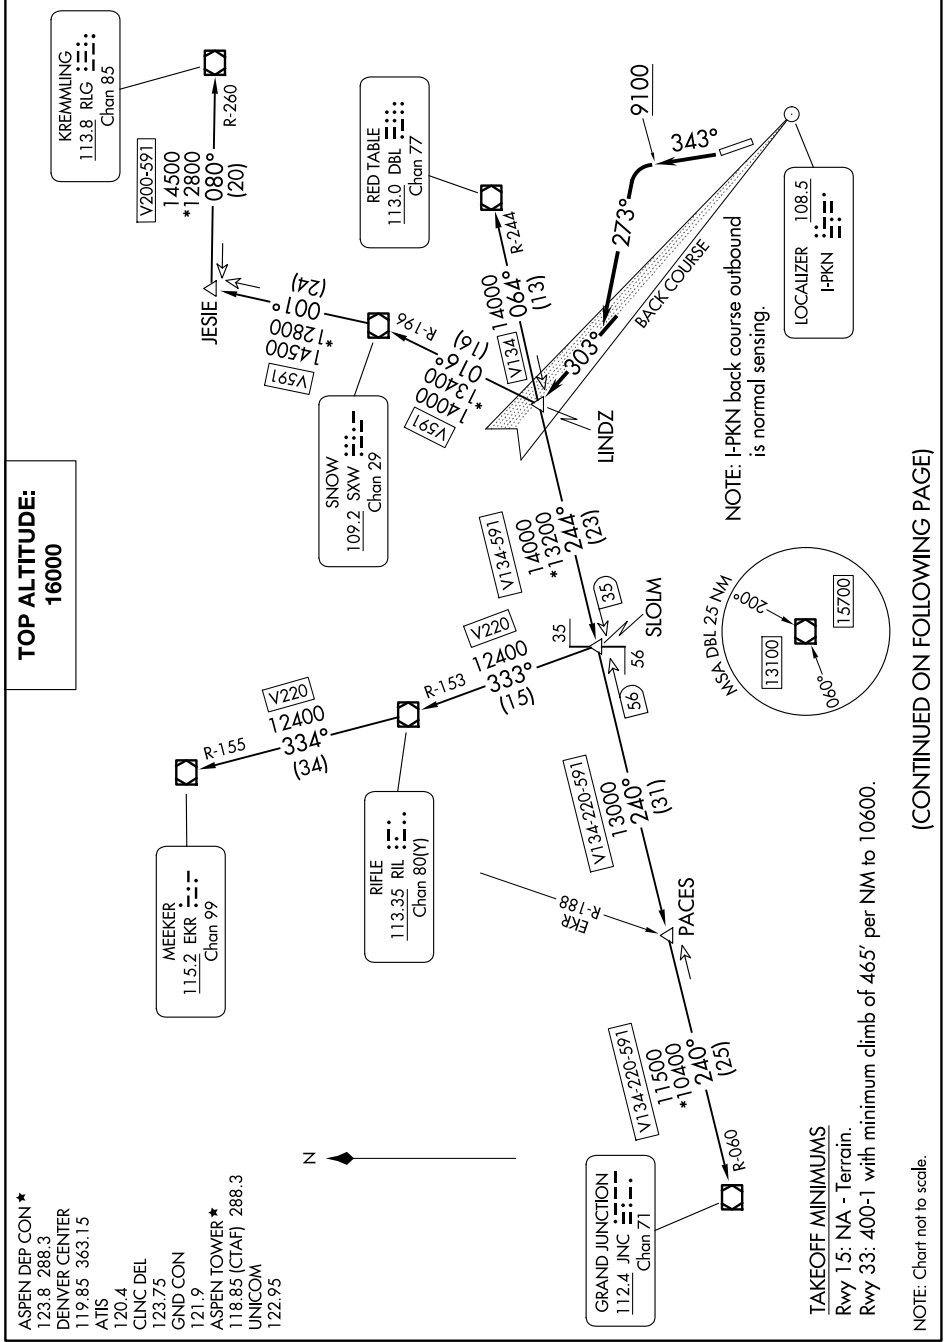 ASPEN DEP CON★
123.8 288.3
DENVER CENTER
119.85 363.15
ATIS
120.4
CLNC DEL
123.75
GND CON
121.9
ASPEN TOWER★
118.85 (CTAF) 288.3
UNICOM
122.95
TOP ALTITUDE:
16000
MEEKER
115.2 EKR
Chan 99
R-155
V220
12400
334°
(34)
R-153
V220
12400
333°
(15)
RIFLE
113.35 RIL
Chan 80(Y)
SNOW
109.2 SXW
Chan 29
KREMMLING
113.8 RLG
Chan 85
V200-591
14500
*12800
080°
(20)
R-260
JESIE
V591
14500
*12800
001°
(24)
RED TABLE
113.0 DBL
Chan 77
R-196
V591
14000
*13400
016°
(16)
R-244
V134
14000
064°
(13)
LINDZ
303°
273°
9100
343°
BACK COURSE
LOCALIZER 108.5
I-PKN
NOTE: I-PKN back course outbound
is normal sensing.
V134-591
14000
*13200
244°
(23)
35
35
SLOLM
56
56
V134-220-591
13000
240°
(31)
EKR
R-188
PACES
V134-220-591
11500
*10400
240°
(25)
R-060
GRAND JUNCTION
112.4 JNC
Chan 71
N
MSA DBL 25 NM
200°
13100
15700
060°
TAKEOFF MINIMUMS
Rwy 15: NA - Terrain.
Rwy 33: 400-1 with minimum climb of 465' per NM to 10600.
NOTE: Chart not to scale.
(CONTINUED ON FOLLOWING PAGE)